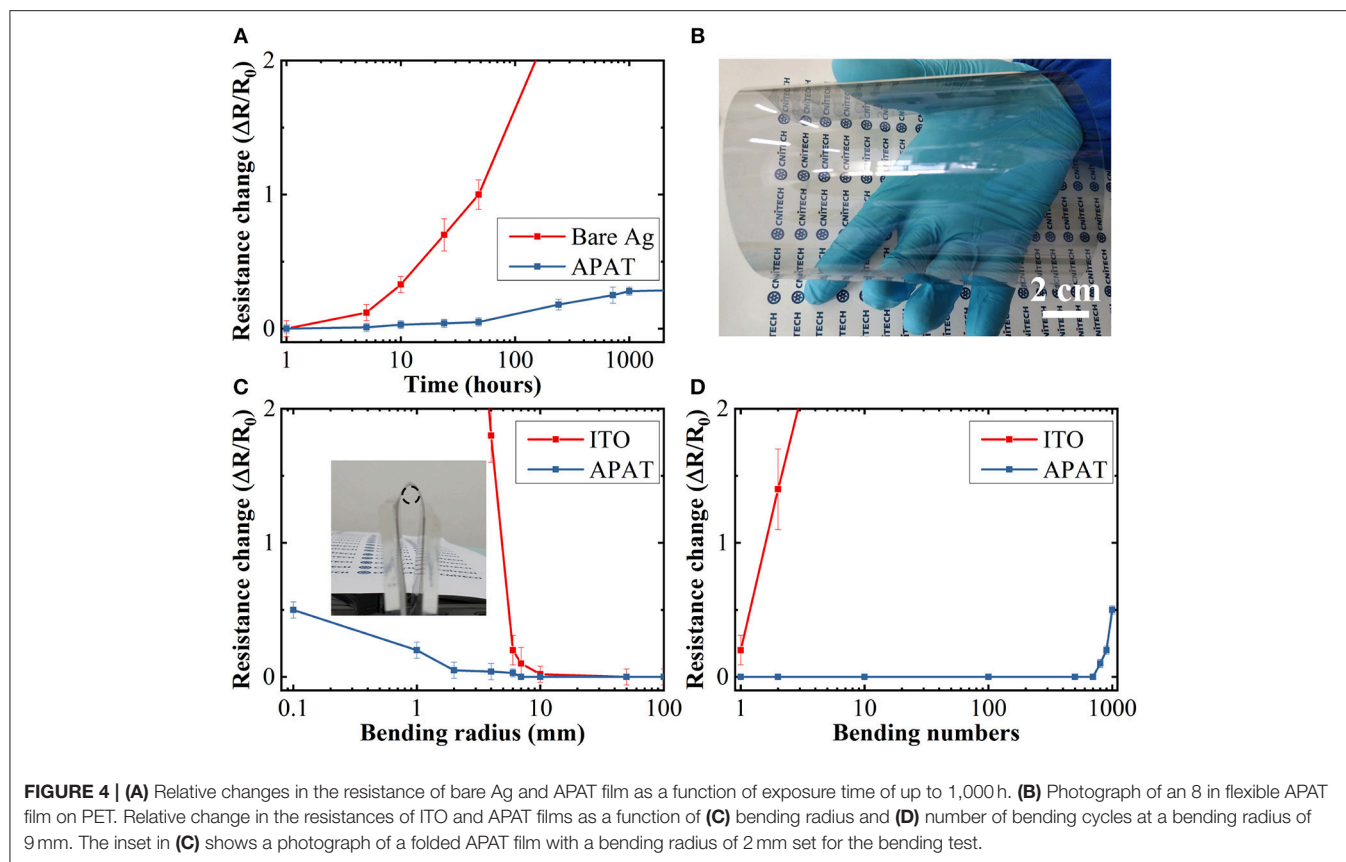 A
Resistance change (ΔR/R₀)
2
1
0
Bare Ag
APAT
1
10
100
1000
Time (hours)
B
CNiTECH
CNiTECH
CNiTECH
CNiTECH
CNiTECH
2 cm
C
Resistance change (ΔR/R₀)
2
1
0
ITO
APAT
0.1
1
10
100
Bending radius (mm)
D
Resistance change (ΔR/R₀)
2
1
0
ITO
APAT
1
10
100
1000
Bending numbers
FIGURE 4 | (A) Relative changes in the resistance of bare Ag and APAT film as a function of exposure time of up to 1,000 h. (B) Photograph of an 8 in flexible APAT
film on PET. Relative change in the resistances of ITO and APAT films as a function of (C) bending radius and (D) number of bending cycles at a bending radius of
9 mm. The inset in (C) shows a photograph of a folded APAT film with a bending radius of 2 mm set for the bending test.